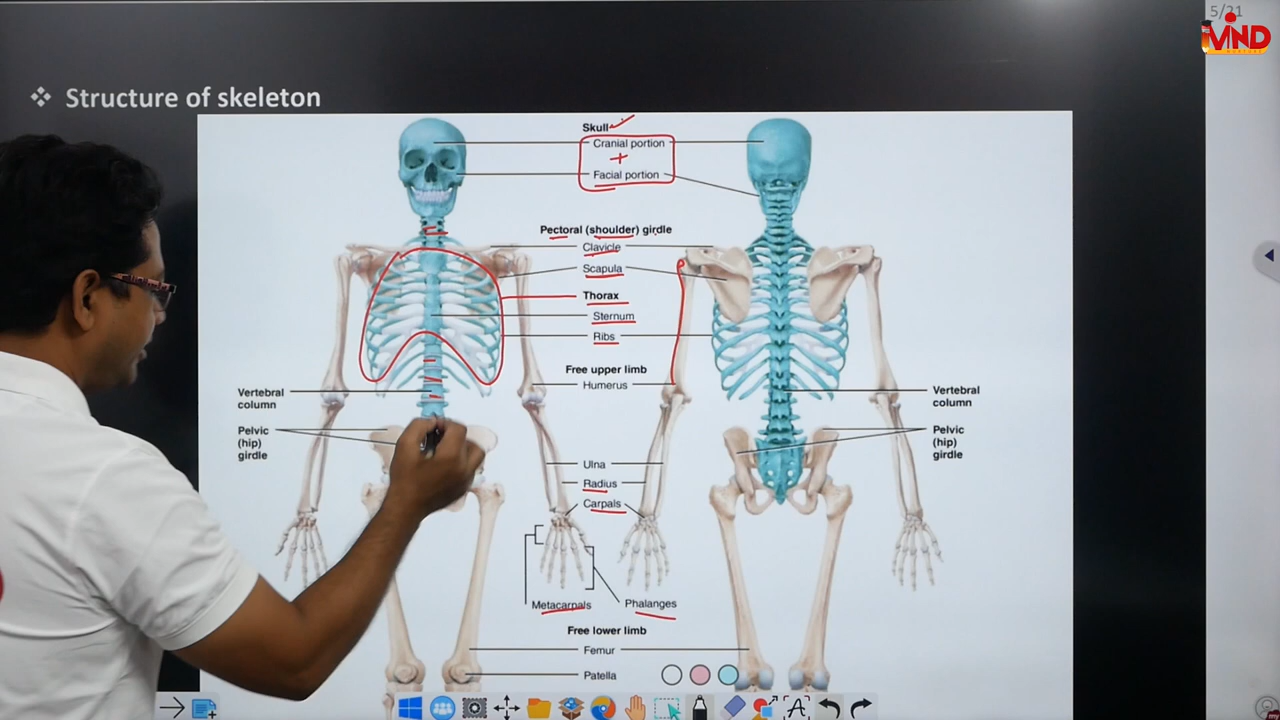 5/21
MIND
❖ Structure of skeleton
Skull
Cranial portion
+
Facial portion
Pectoral (shoulder) girdle
Clavicle
Scapula
Thorax
Sternum
Ribs
Free upper limb
Humerus
Vertebral
column
Vertebral
column
Pelvic
(hip)
girdle
Pelvic
(hip)
girdle
Ulna
Radius
Carpals
Metacarpals
Phalanges
Free lower limb
Femur
Patella
A